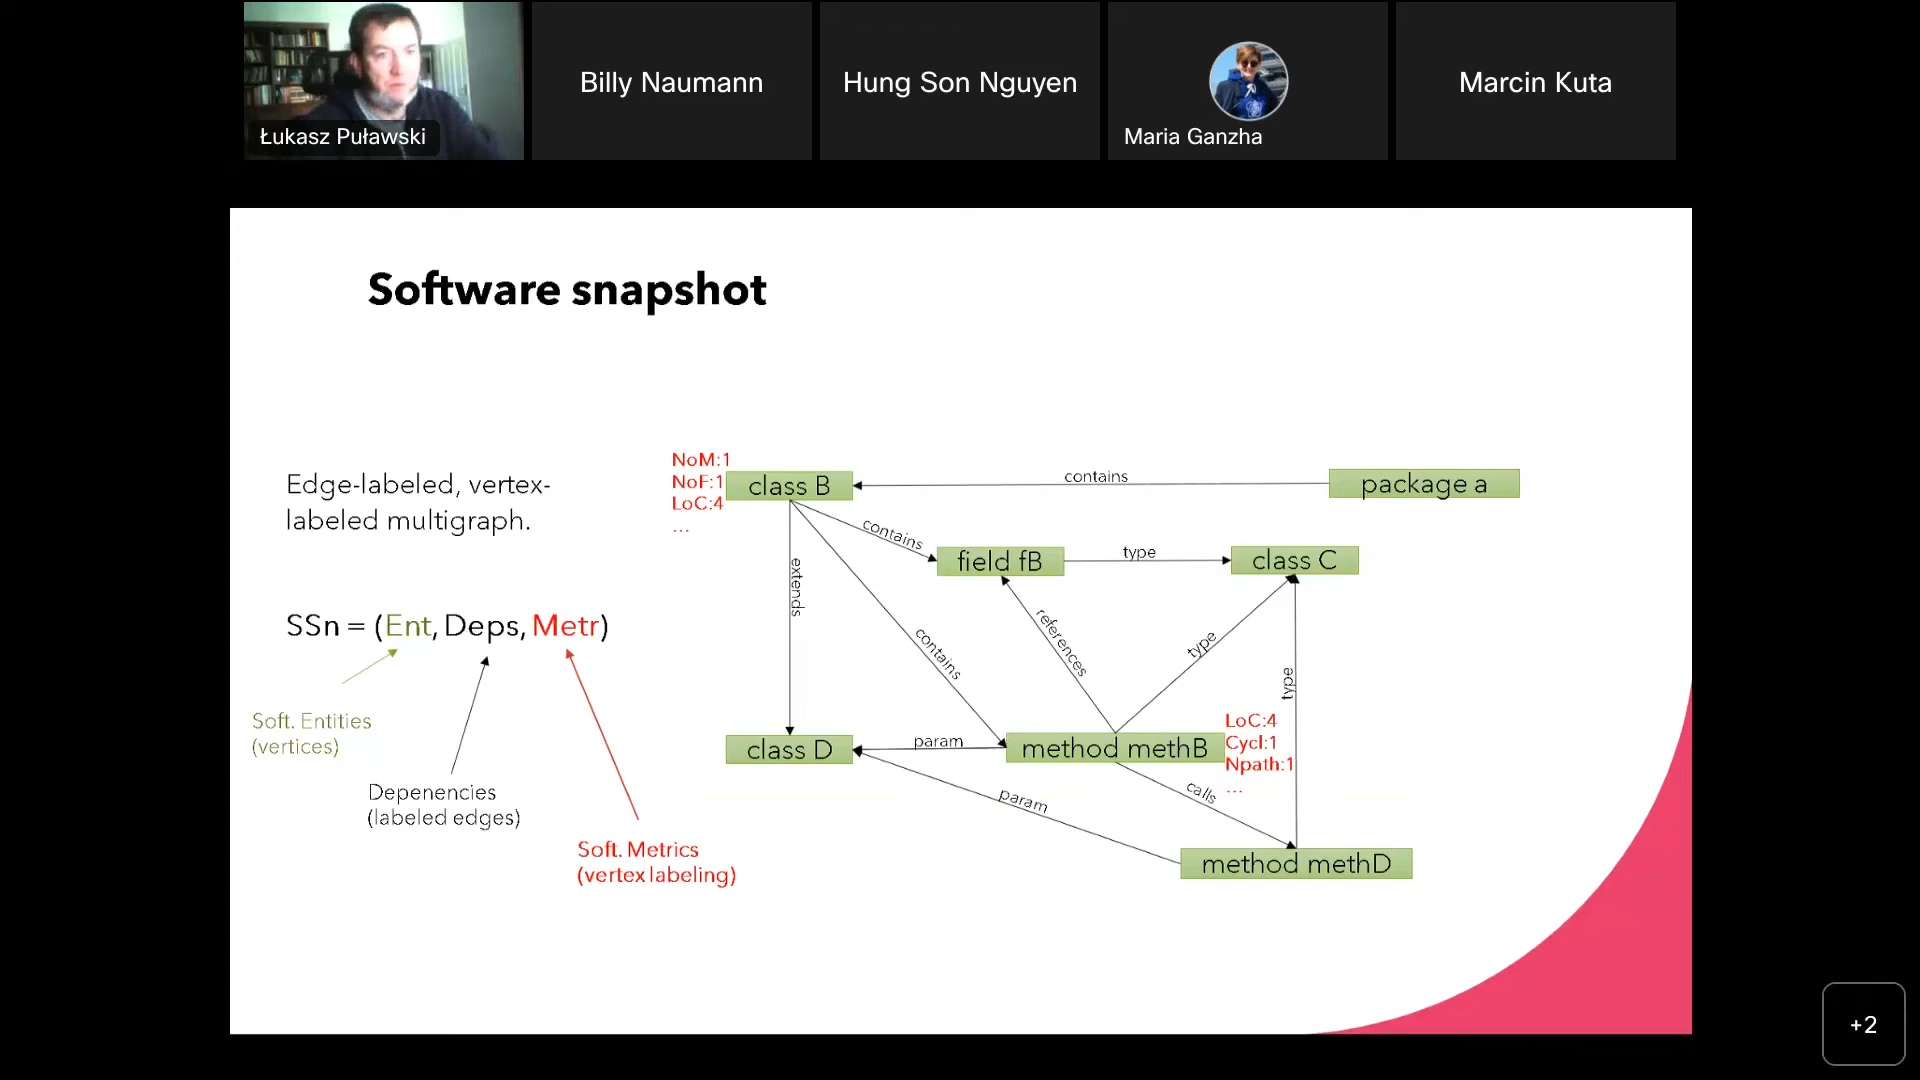 Łukasz Puławski
Billy Naumann
Hung Son Nguyen
Maria Ganzha
Marcin Kuta
Software snapshot
Edge-labeled, vertex-
labeled multigraph.
SSn = (Ent, Deps, Metr)
Soft. Entities
(vertices)
Depenencies
(labeled edges)
Soft. Metrics
(vertex labeling)
NoM:1
NoF:1
LoC:4
...
class B
contains
package a
contains
field fB
type
class C
extends
contains
references
type
type
class D
param
method methB
LoC:4
Cycl:1
Npath:1
...
param
calls
method methD
+2